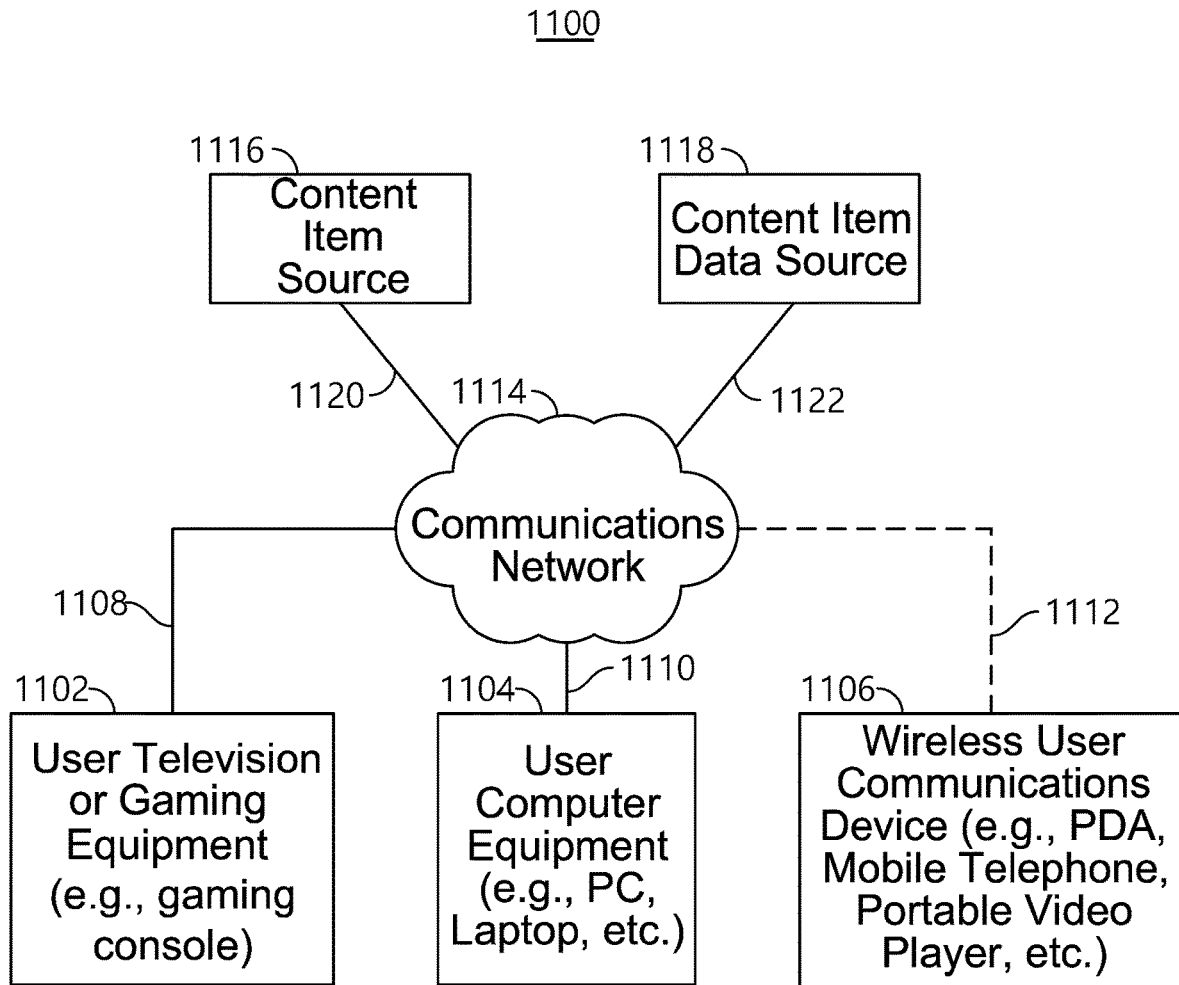 1100
1116
Content
Item
Source
1118
Content Item
Data Source
1120
1114
1122
Communications
Network
1108
1112
1110
1102
User Television
or Gaming
Equipment
(e.g., gaming
console)
1104
User
Computer
Equipment
(e.g., PC,
Laptop, etc.)
1106
Wireless User
Communications
Device (e.g., PDA,
Mobile Telephone,
Portable Video
Player, etc.)